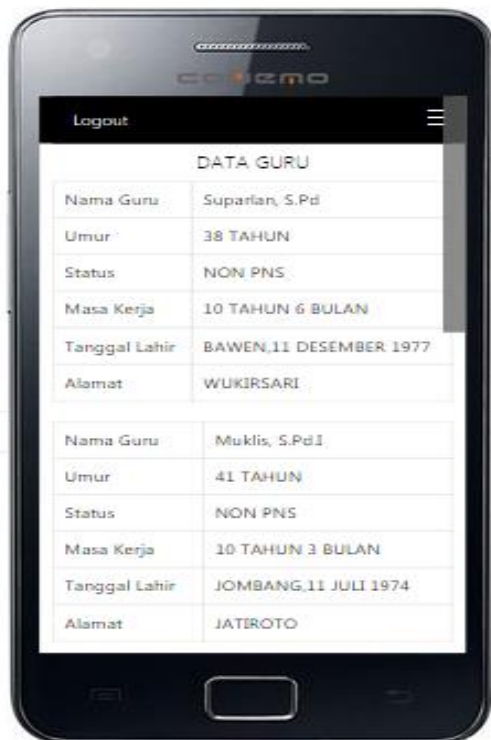 CODEMO
Logout
DATA GURU
Nama Guru Suparlan, S.Pd
Umur 38 TAHUN
Status NON PNS
Masa Kerja 10 TAHUN 6 BULAN
Tanggal Lahir BAWEN,11 DESEMBER 1977
Alamat WUKIRSARI
Nama Guru Muklis, S.Pd.I
Umur 41 TAHUN
Status NON PNS
Masa Kerja 10 TAHUN 3 BULAN
Tanggal Lahir JOMBANG,11 JULI 1974
Alamat JATIROTO